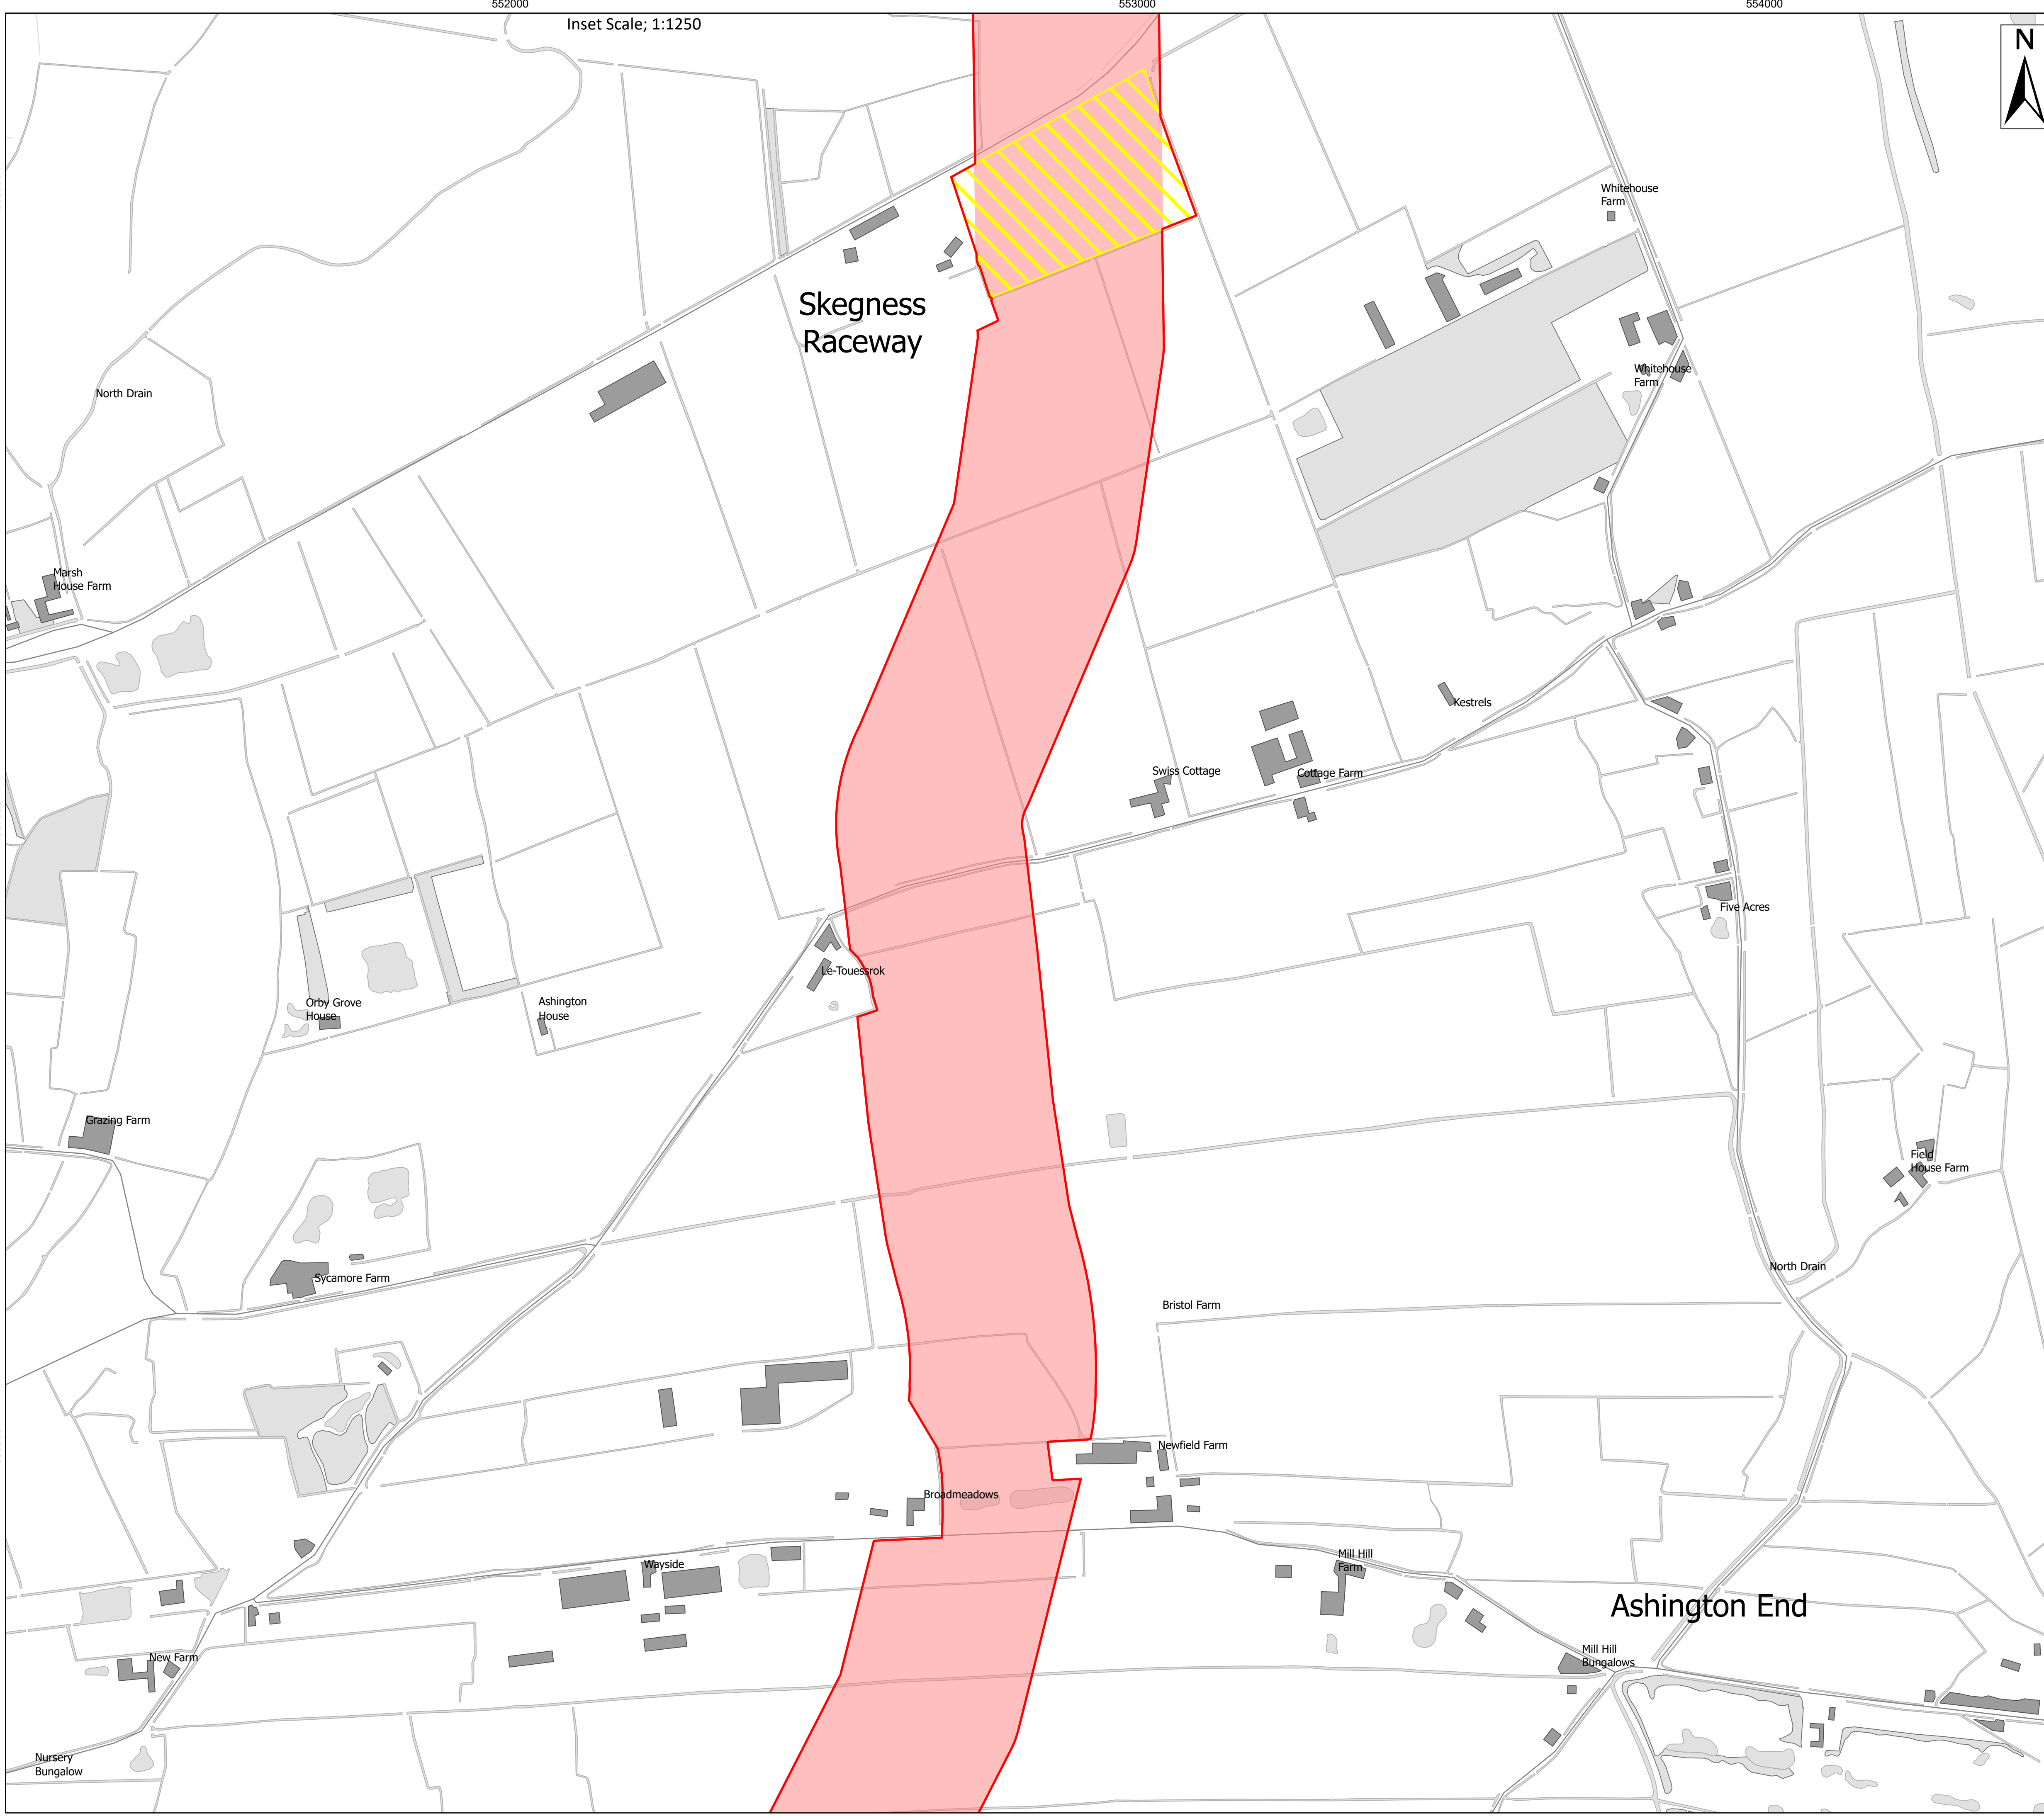 552000
553000
554000
Inset Scale; 1:1250
N
Whitehouse
Farm
Skegness
Raceway
Whitehouse
Farm
North Drain
Marsh
House Farm
Kestrels
Swiss Cottage
Cottage Farm
Five Acres
Le-Touessrok
Orby Grove
House
Ashington
House
Grazing Farm
Field
House Farm
North Drain
Sycamore Farm
Bristol Farm
Newfield Farm
Broadmeadows
Mill Hill
Farm
Wayside
Ashington End
Mill Hill
Bungalows
New Farm
Nursery
Bungalow